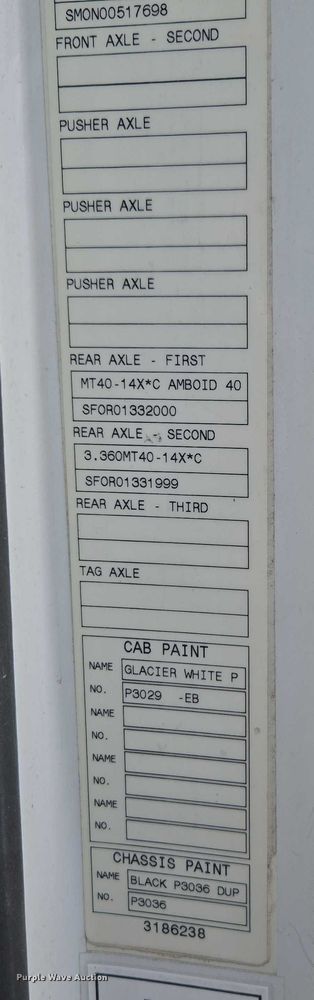 SMON00517698
FRONT AXLE - SECOND
PUSHER AXLE
PUSHER AXLE
PUSHER AXLE
REAR AXLE - FIRST
MT40-14X*C AMBOID 40
SFOR01332000
REAR AXLE - SECOND
3.360MT40-14X*C
SFOR01331999
REAR AXLE - THIRD
TAG AXLE
CAB PAINT
NAME GLACIER WHITE P
NO. P3029 -EB
NAME
NO.
NAME
NO.
NAME
NO.
CHASSIS PAINT
NAME BLACK P3036 DUP
NO. P3036
3186238
Purple Wave Auction